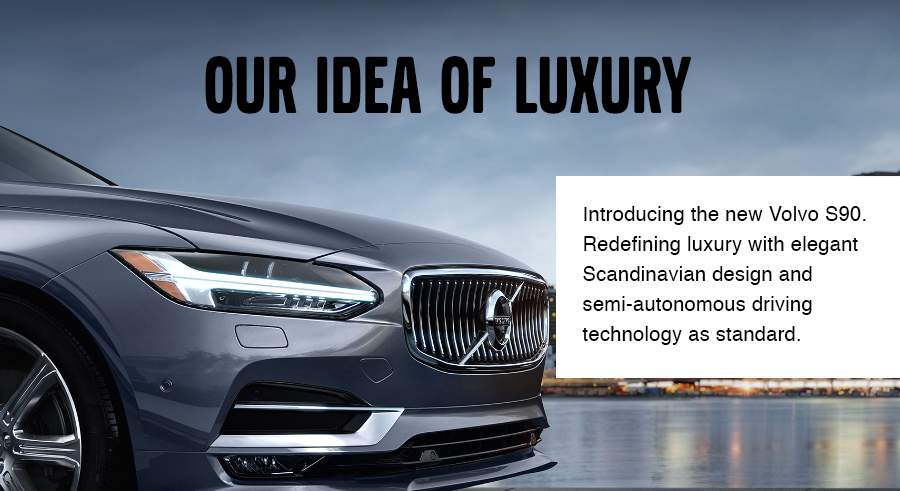 OUR IDEA OF LUXURY
Introducing the new Volvo S90.
Redefining luxury with elegant
Scandinavian design and
semi-autonomous driving
technology as standard.
VOLVO